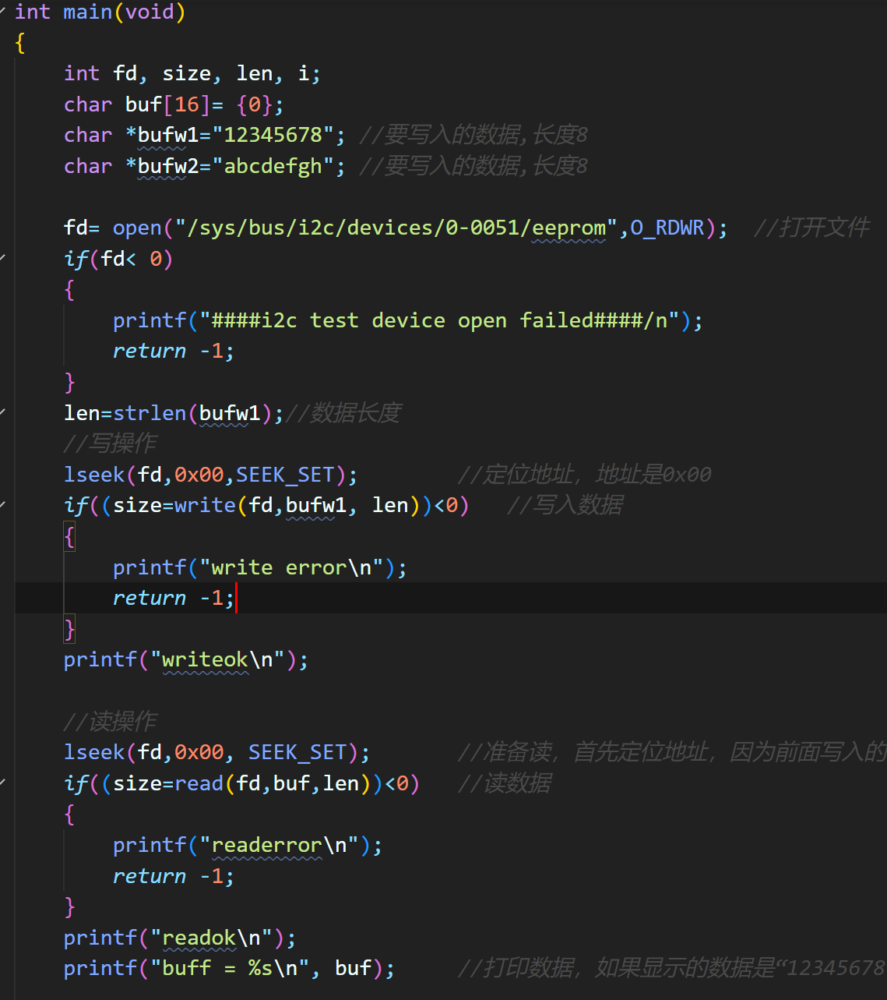 int main(void)
{
int fd, size, len, i;
char buf[16]= {0};
char *bufw1="12345678"; //要写入的数据,长度8
char *bufw2="abcdefgh"; //要写入的数据,长度8
fd= open("/sys/bus/i2c/devices/0-0051/eeprom",O_RDWR); //打开文件
if(fd< 0)
{
printf("####i2c test device open failed####/n");
return -1;
}
len=strlen(bufw1);//数据长度
//写操作
lseek(fd,0x00,SEEK_SET); //定位地址，地址是0x00
if((size=write(fd,bufw1, len))<0) //写入数据
{
printf("write error\n");
return -1;
}
printf("writeok\n");
//读操作
lseek(fd,0x00, SEEK_SET); //准备读，首先定位地址，因为前面写入的
if((size=read(fd,buf,len))<0) //读数据
{
printf("readerror\n");
return -1;
}
printf("readok\n");
printf("buff = %s\n", buf); //打印数据，如果显示的数据是“12345678